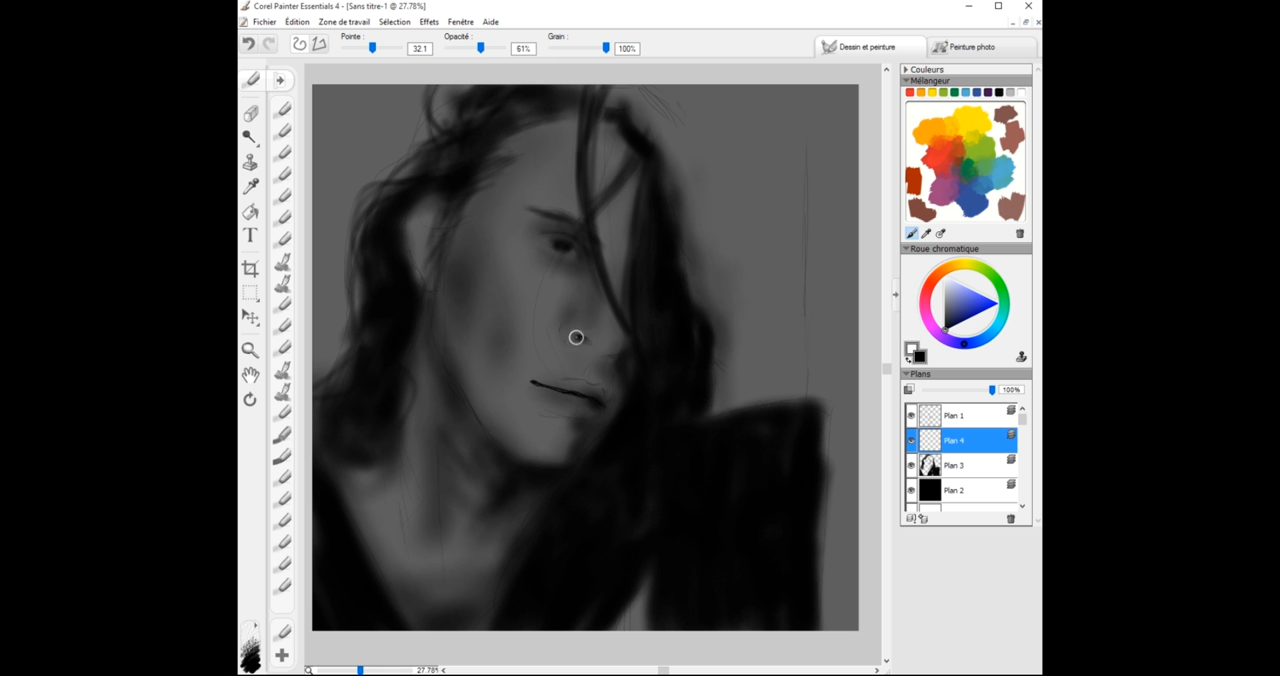 Corel Painter Essentials 4 - [Sans titre-1 @ 27.78%]
Fichier Édition Zone de travail Sélection Effets Fenêtre Aide
Pointe : 32.1 Opacité : 61% Grain : 100%
Dessin et peinture Peinture photo
Couleurs
Mélangeur
Roue chromatique
Plans
100%
Plan 1
Plan 4
Plan 3
Plan 2
T
27.78%